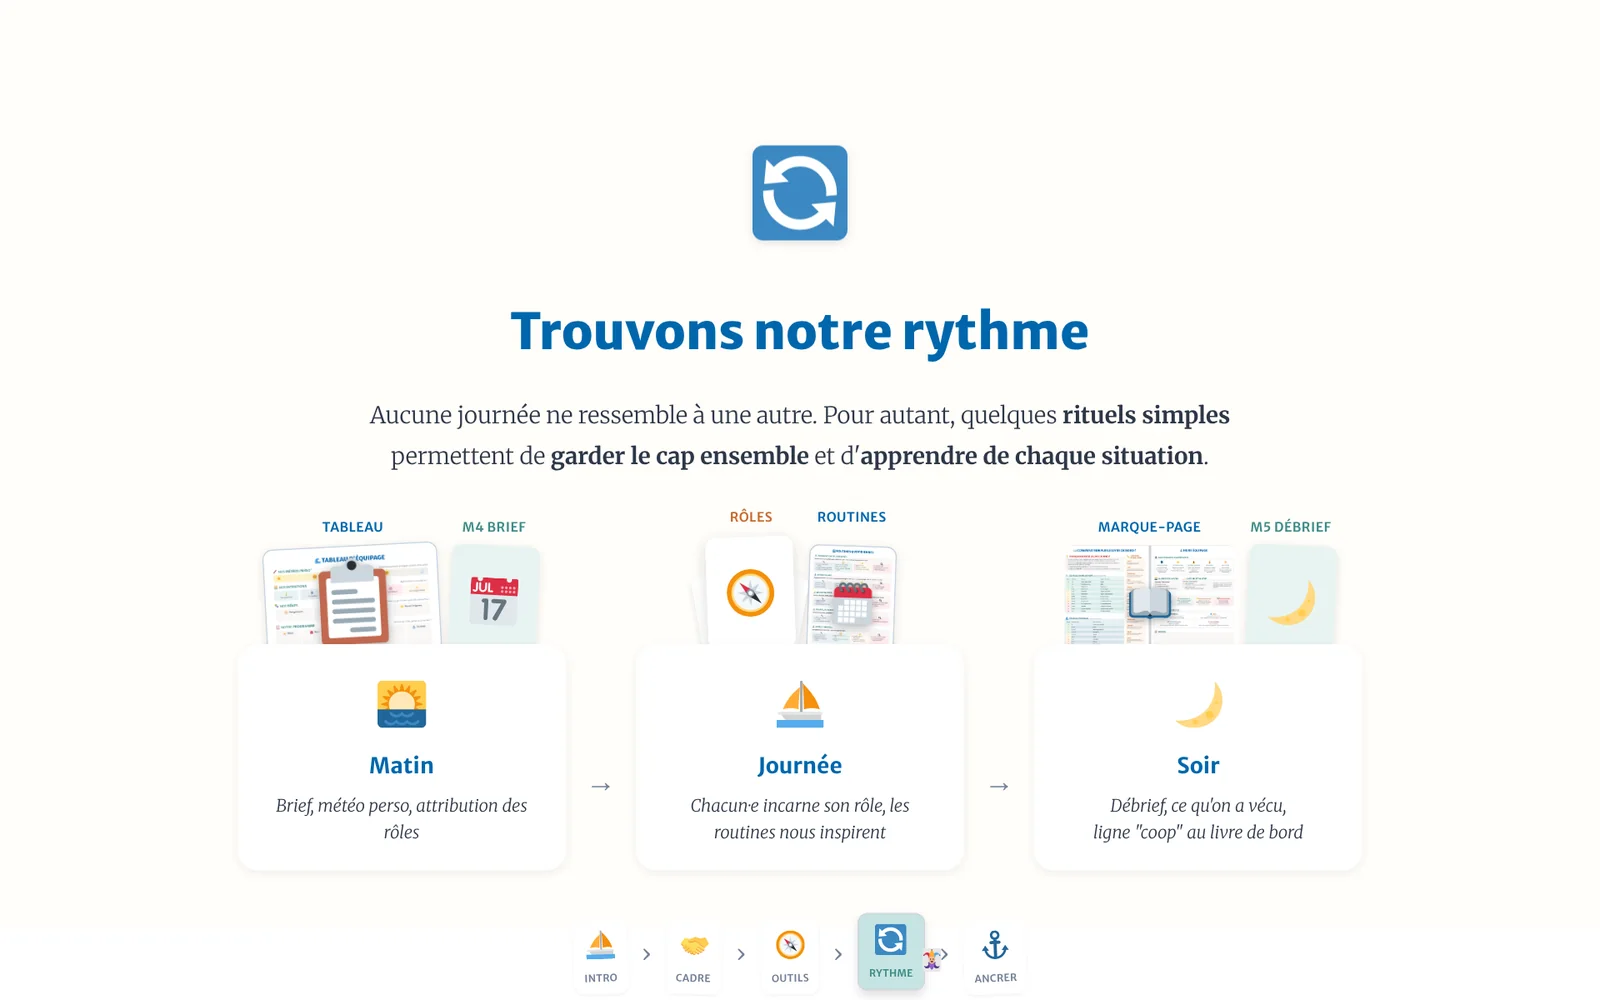 Trouvons notre rythme
Aucune journée ne ressemble à une autre. Pour autant, quelques rituels simples
permettent de garder le cap ensemble et d'apprendre de chaque situation.
TABLEAU
M4 BRIEF
RÔLES
ROUTINES
MARQUE-PAGE
M5 DÉBRIEF
JUL
17
Matin
Brief, météo perso, attribution des
rôles
→
Journée
Chacun·e incarne son rôle, les
routines nous inspirent
→
Soir
Débrief, ce qu'on a vécu,
ligne "coop" au livre de bord
INTRO
CADRE
OUTILS
RYTHME
ANCRER